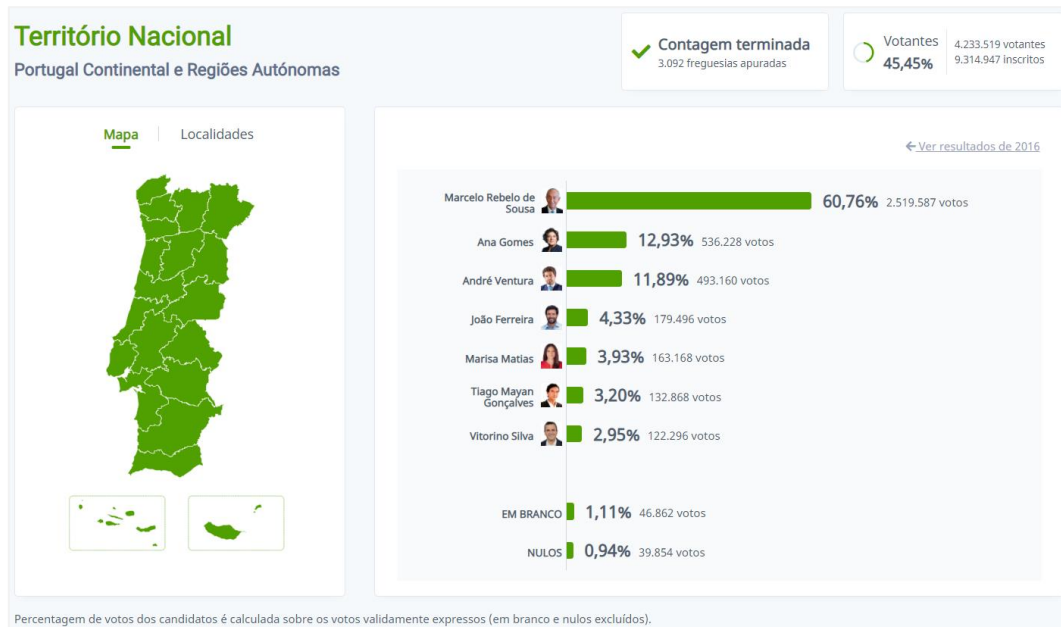 Território Nacional
Portugal Continental e Regiões Autónomas
Contagem terminada
3.092 freguesias apuradas
Votantes
45,45%
4.233.519 votantes
9.314.947 inscritos
Mapa
Localidades
Ver resultados de 2016
Marcelo Rebelo de
Sousa
60,76% 2.519.587 votos
Ana Gomes
12,93% 536.228 votos
André Ventura
11,89% 493.160 votos
João Ferreira
4,33% 179.496 votos
Marisa Matias
3,93% 163.168 votos
Tiago Mayan
Gonçalves
3,20% 132.868 votos
Vitorino Silva
2,95% 122.296 votos
EM BRANCO
1,11% 46.862 votos
NULOS
0,94% 39.854 votos
Percentagem de votos dos candidatos é calculada sobre os votos validamente expressos (em branco e nulos excluídos).